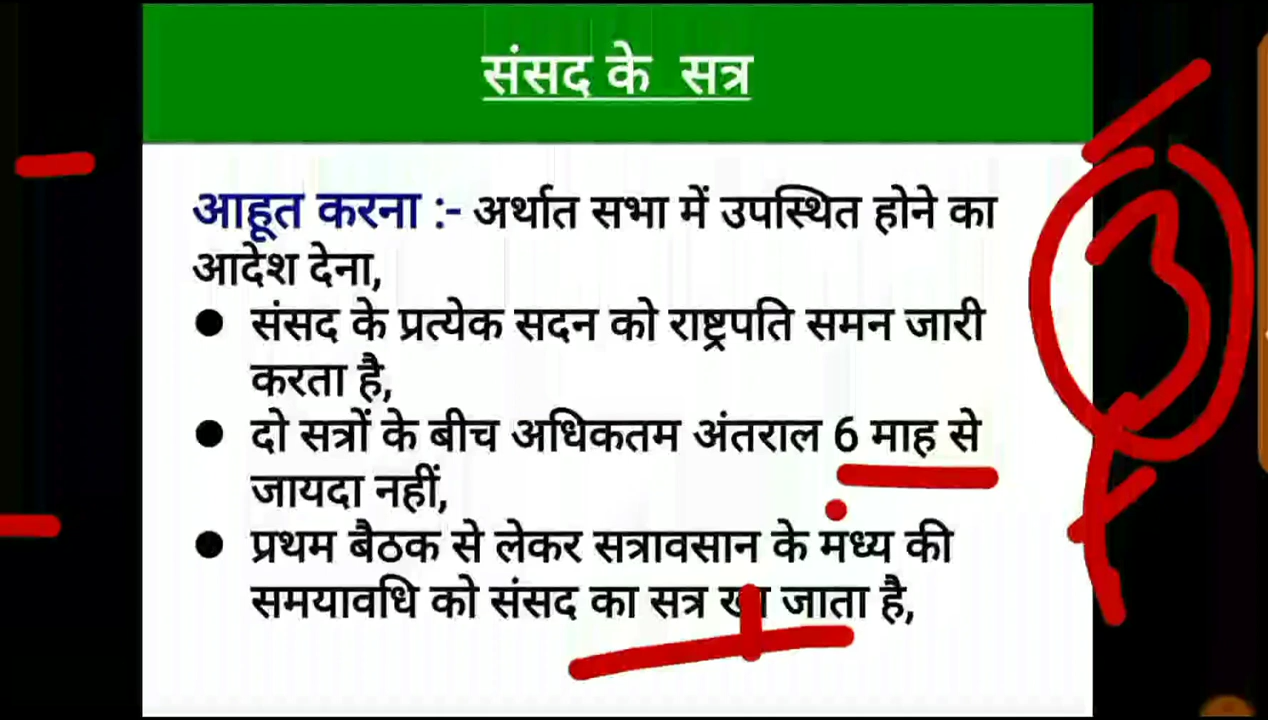 संसद के सत्र
आहूत करना :- अर्थात सभा में उपस्थित होने का
आदेश देना,
● संसद के प्रत्येक सदन को राष्ट्रपति समन जारी
करता है,
● दो सत्रों के बीच अधिकतम अंतराल 6 माह से
जायदा नहीं,
● प्रथम बैठक से लेकर सत्रावसान के मध्य की
समयावधि को संसद का सत्र जाता है,
3